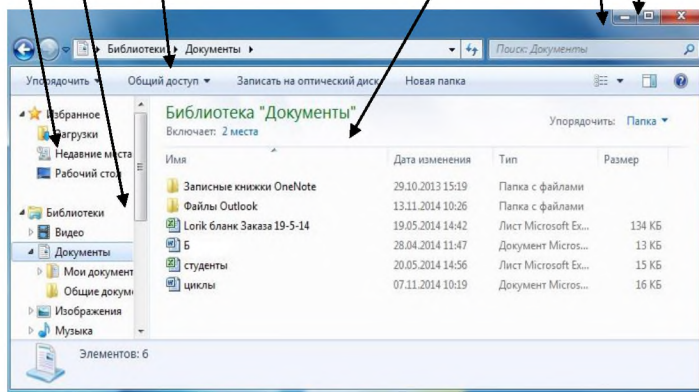 Библиотеки ▸ Документы ▸ Поиск: Документы
Упорядочить ▼ Общий доступ ▼ Записать на оптический диск Новая папка
Избранное
Загрузки
Недавние места
Рабочий стол
Библиотеки
Видео
Документы
Мои документ
Общие докум
Изображения
Музыка
Библиотека "Документы"
Включает: 2 места
Упорядочить: Папка ▼
Имя Дата изменения Тип Размер
Записные книжки OneNote 29.10.2013 15:19 Папка с файлами
Файлы Outlook 13.11.2014 10:26 Папка с файлами
Lorik бланк Заказа 19-5-14 19.05.2014 14:42 Лист Microsoft Ex... 134 КБ
Б 28.04.2014 11:47 Документ Micros... 13 КБ
студенты 20.05.2014 14:56 Лист Microsoft Ex... 15 КБ
циклы 07.11.2014 10:19 Документ Micros... 16 КБ
Элементов: 6